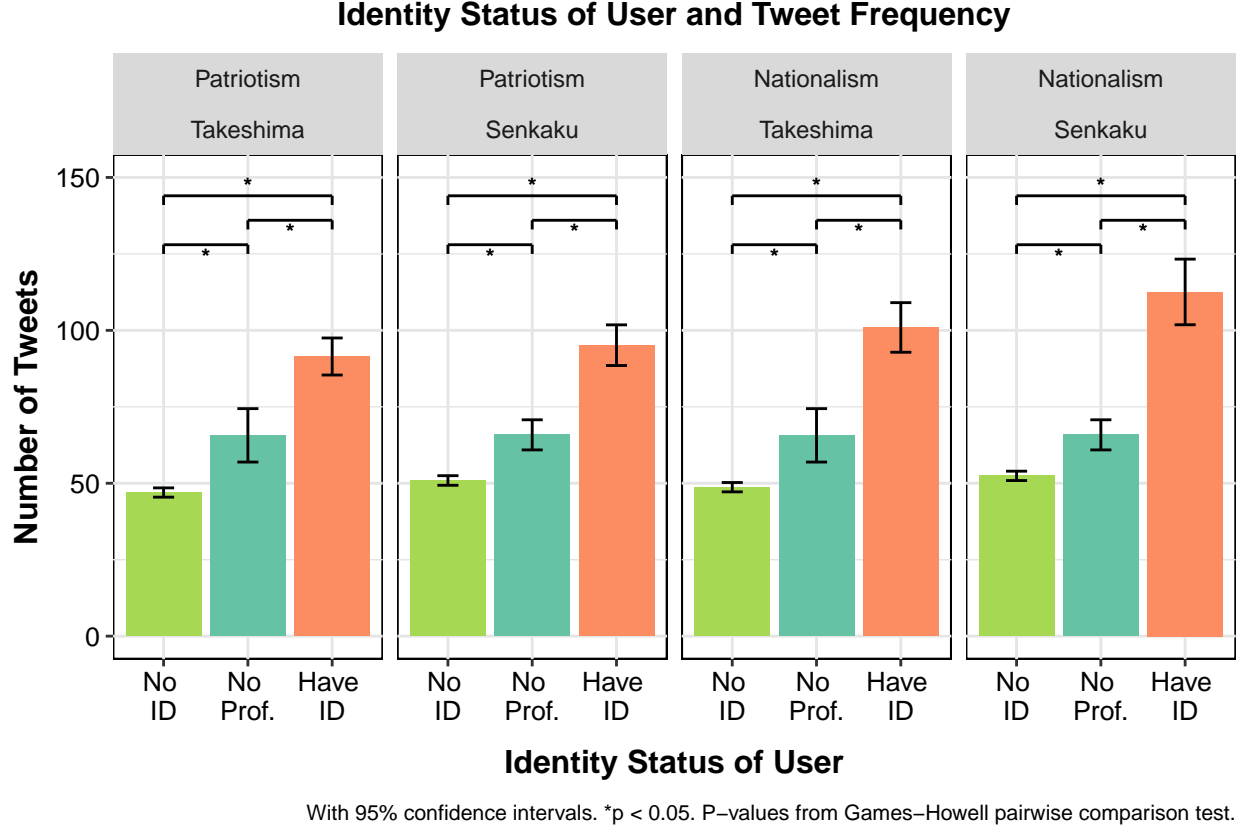 Identity Status of User and Tweet Frequency
Patriotism
Takeshima
Patriotism
Senkaku
Nationalism
Takeshima
Nationalism
Senkaku
Number of Tweets
150
100
50
0
*
*
*
*
*
*
*
*
*
*
*
*
No ID
No Prof.
Have ID
No ID
No Prof.
Have ID
No ID
No Prof.
Have ID
No ID
No Prof.
Have ID
Identity Status of User
With 95% confidence intervals. *p < 0.05. P−values from Games−Howell pairwise comparison test.